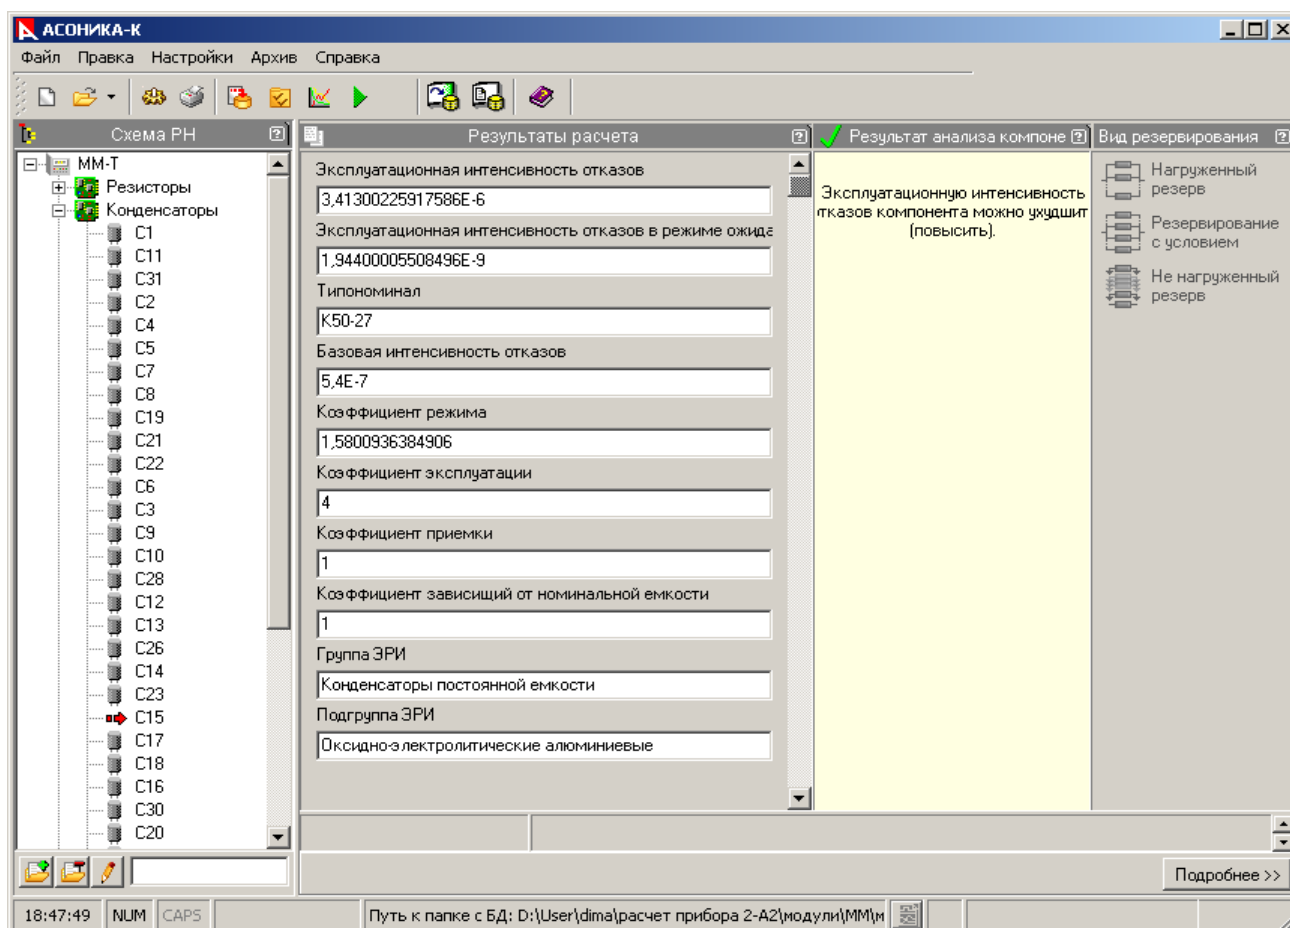 АСОНИКА-К
Файл Правка Настройки Архив Справка
Схема РН
ММ-Т
Резисторы
Конденсаторы
C1
C11
C31
C2
C4
C5
C7
C8
C19
C21
C22
C6
C3
C9
C10
C28
C12
C13
C26
C14
C23
C15
C17
C18
C16
C30
C20
Результаты расчета
Эксплуатационная интенсивность отказов
3,41300225917586E-6
Эксплуатационная интенсивность отказов в режиме ожида
1,94400005508496E-9
Типономинал
К50-27
Базовая интенсивность отказов
5,4E-7
Коэффициент режима
1,5800936384906
Коэффициент эксплуатации
4
Коэффициент приемки
1
Коэффициент зависищий от номинальной емкости
1
Группа ЭРИ
Конденсаторы постоянной емкости
Подгруппа ЭРИ
Оксидно-электролитические алюминиевые
Результат анализа компоне
Эксплуатационную интенсивность
тказов компонента можно ухудшит
(повысить).
Вид резервирования
Нагруженный
резерв
Резервирование
с условием
Не нагруженный
резерв
Подробнее >>
18:47:49 NUM CAPS Путь к папке с БД: D:\User\dima\расчет прибора 2-А2\модули\ММ\м